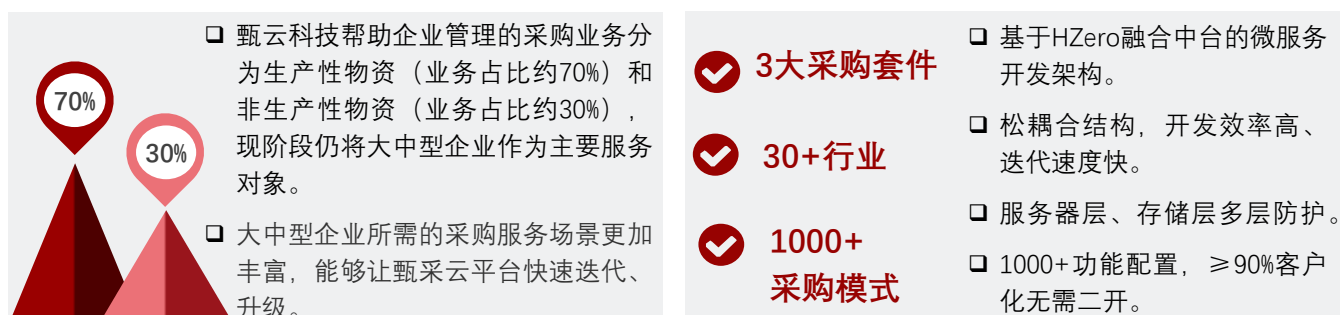 70%
30%
甄云科技帮助企业管理的采购业务分
为生产性物资（业务占比约70%）和
非生产性物资（业务占比约30%），
现阶段仍将大中型企业作为主要服务
对象。
大中型企业所需的采购服务场景更加
丰富，能够让甄采云平台快速迭代、
升级。
3大采购套件
30+行业
1000+
采购模式
基于HZero融合中台的微服务
开发架构。
松耦合结构，开发效率高、
迭代速度快。
服务器层、存储层多层防护。
1000+功能配置，≥90%客户
化无需二开。